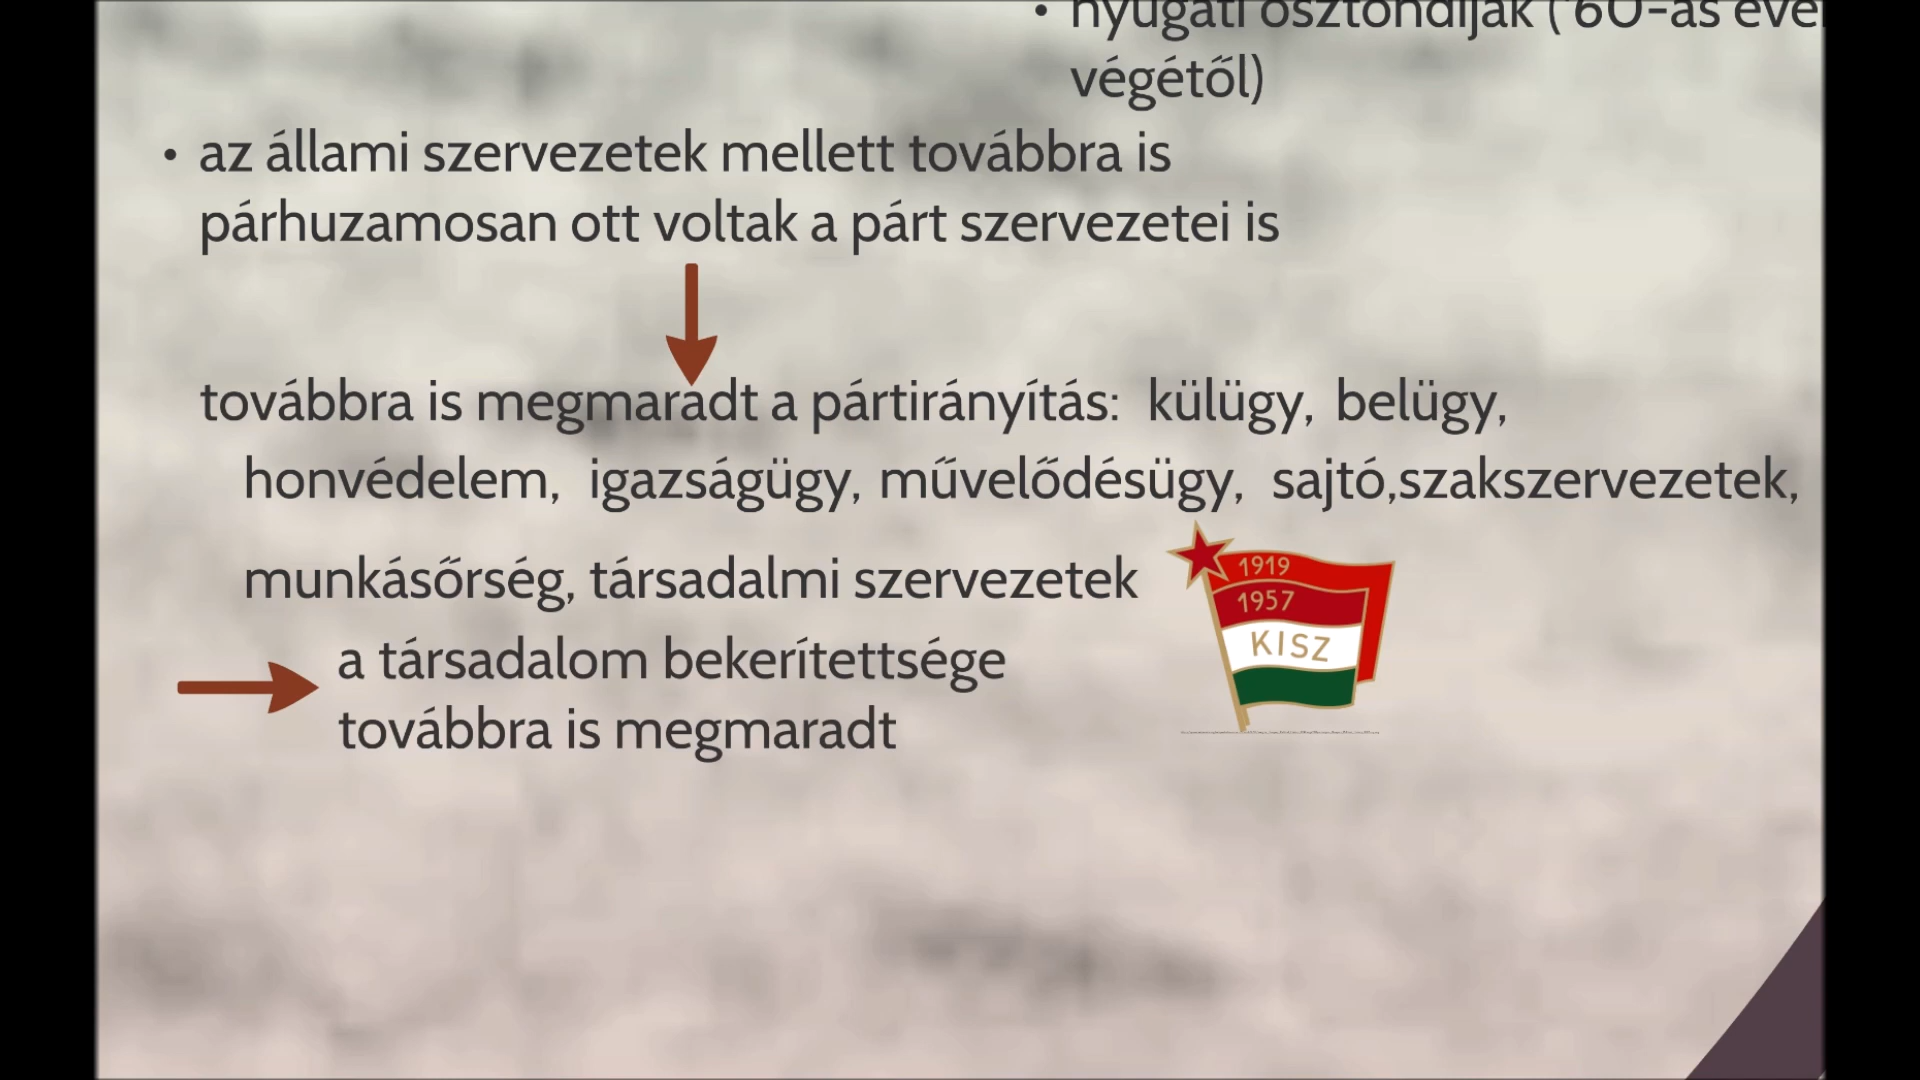 • nyugati ösztöndíjak ('60-as éve
végétől)
• az állami szervezetek mellett továbbra is
párhuzamosan ott voltak a párt szervezetei is
továbbra is megmaradt a pártirányítás: külügy, belügy,
honvédelem, igazságügy, művelődésügy, sajtó,szakszervezetek,
munkásőrség, társadalmi szervezetek
1919
1957
KISZ
a társadalom bekerítettsége
továbbra is megmaradt